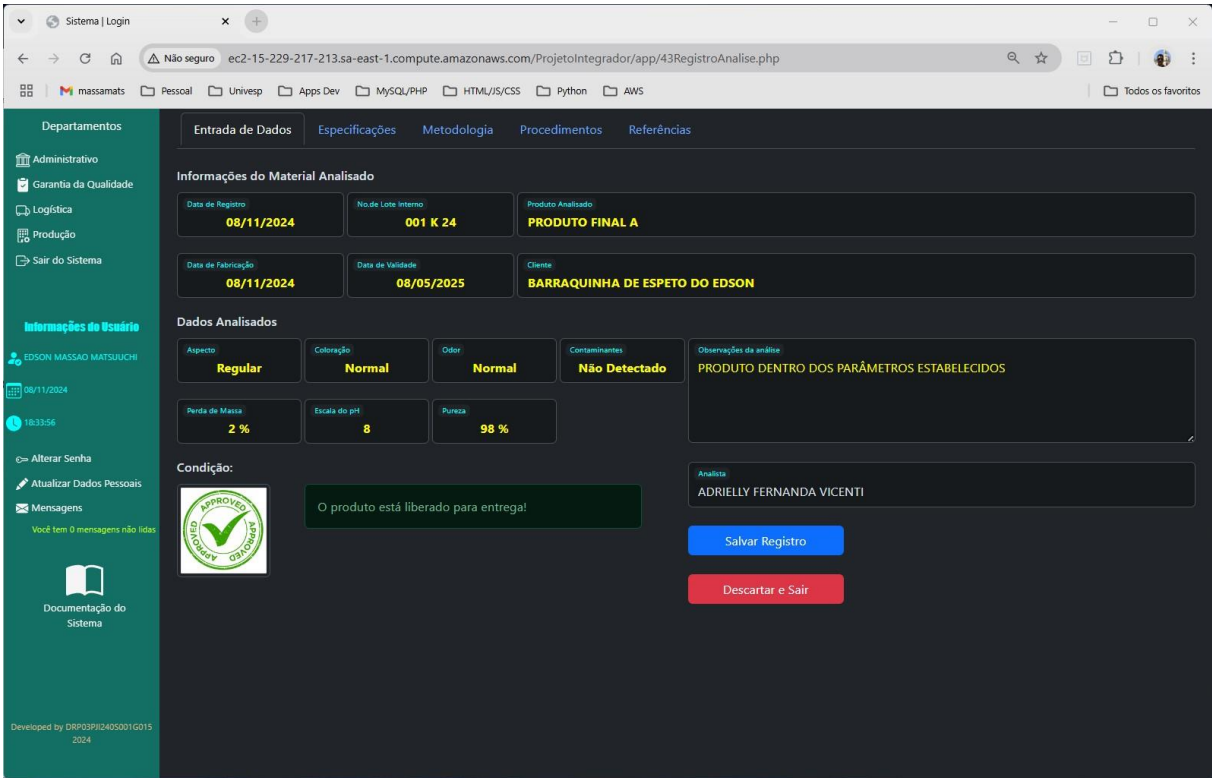 Sistema | Login
Não seguro ec2-15-229-217-213.sa-east-1.compute.amazonaws.com/ProjetoIntegrador/app/43RegistroAnalise.php
massamats Pessoal Univesp Apps Dev MySQL/PHP HTML/JS/CSS Python AWS Todos os favoritos
Departamentos
Administrativo
Garantia da Qualidade
Logística
Produção
Sair do Sistema
Informações do Usuário
EDSON MASSAO MATSUUCHI
08/11/2024
18:33:56
Alterar Senha
Atualizar Dados Pessoais
Mensagens
Você tem 0 mensagens não lidas
Documentação do
Sistema
Developed by DRP03PJI240S001G015
2024
Entrada de Dados Especificações Metodologia Procedimentos Referências
Informações do Material Analisado
Data de Registro No.de Lote Interno Produto Analisado
08/11/2024 001 K 24 PRODUTO FINAL A
Data de Fabricação Data de Validade Cliente
08/11/2024 08/05/2025 BARRAQUINHA DE ESPETO DO EDSON
Dados Analisados
Aspecto Coloração Odor Contaminantes Observações da análise
Regular Normal Normal Não Detectado PRODUTO DENTRO DOS PARÂMETROS ESTABELECIDOS
Perda de Massa Escala do pH Pureza
2 % 8 98 %
Condição:
APPROVED APPROVED APPROVED
O produto está liberado para entrega!
Analista
ADRIELLY FERNANDA VICENTI
Salvar Registro
Descartar e Sair